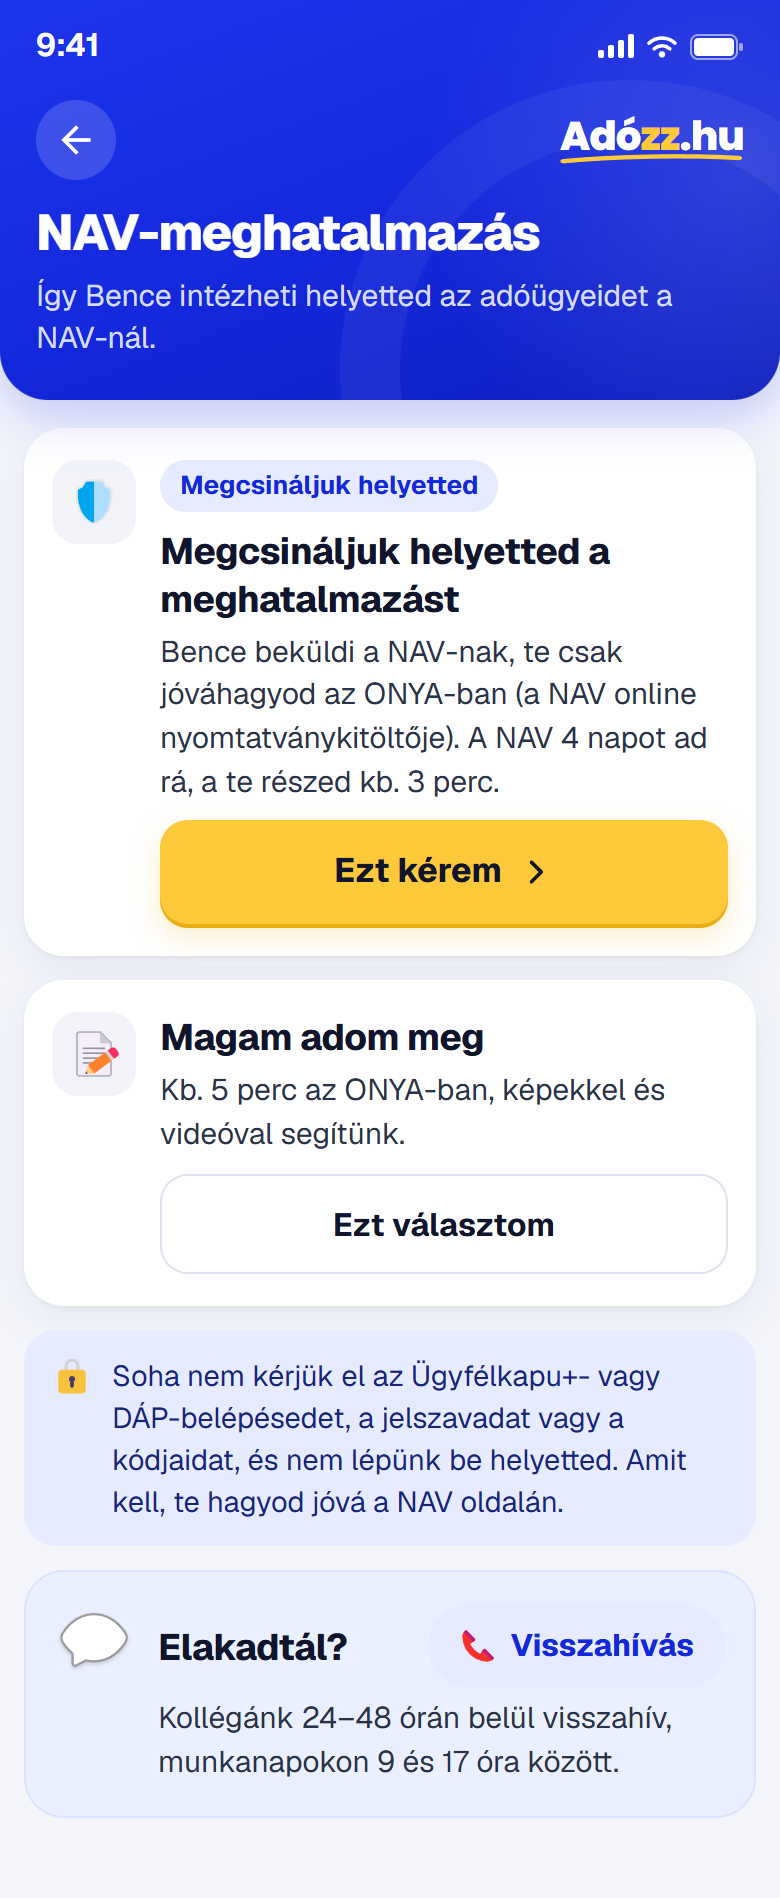 9:41
Adózz.hu
NAV-meghatalmazás
Így Bence intézheti helyetted az adóügyeidet a
NAV-nál.
Megcsináljuk helyetted
Megcsináljuk helyetted a
meghatalmazást
Bence beküldi a NAV-nak, te csak
jóváhagyod az ONYA-ban (a NAV online
nyomtatványkitöltője). A NAV 4 napot ad
rá, a te részed kb. 3 perc.
Ezt kérem
Magam adom meg
Kb. 5 perc az ONYA-ban, képekkel és
videóval segítünk.
Ezt választom
Soha nem kérjük el az Ügyfélkapu+- vagy
DÁP-belépésedet, a jelszavadat vagy a
kódjaidat, és nem lépünk be helyetted. Amit
kell, te hagyod jóvá a NAV oldalán.
Elakadtál?
Visszahívás
Kollégánk 24–48 órán belül visszahív,
munkanapokon 9 és 17 óra között.